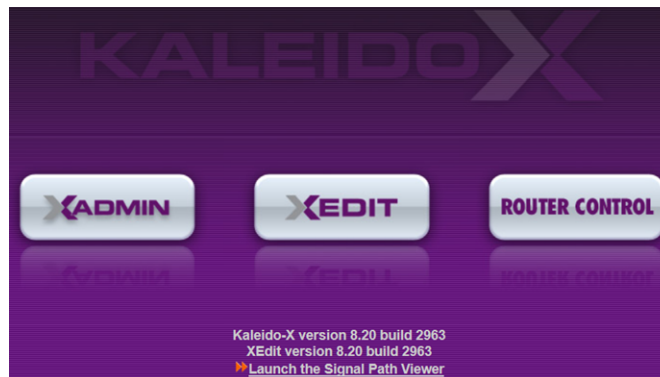 KALEIDOX
XADMIN
XEDIT
ROUTER CONTROL
Kaleido-X version 8.20 build 2963
XEdit version 8.20 build 2963
Launch the Signal Path Viewer